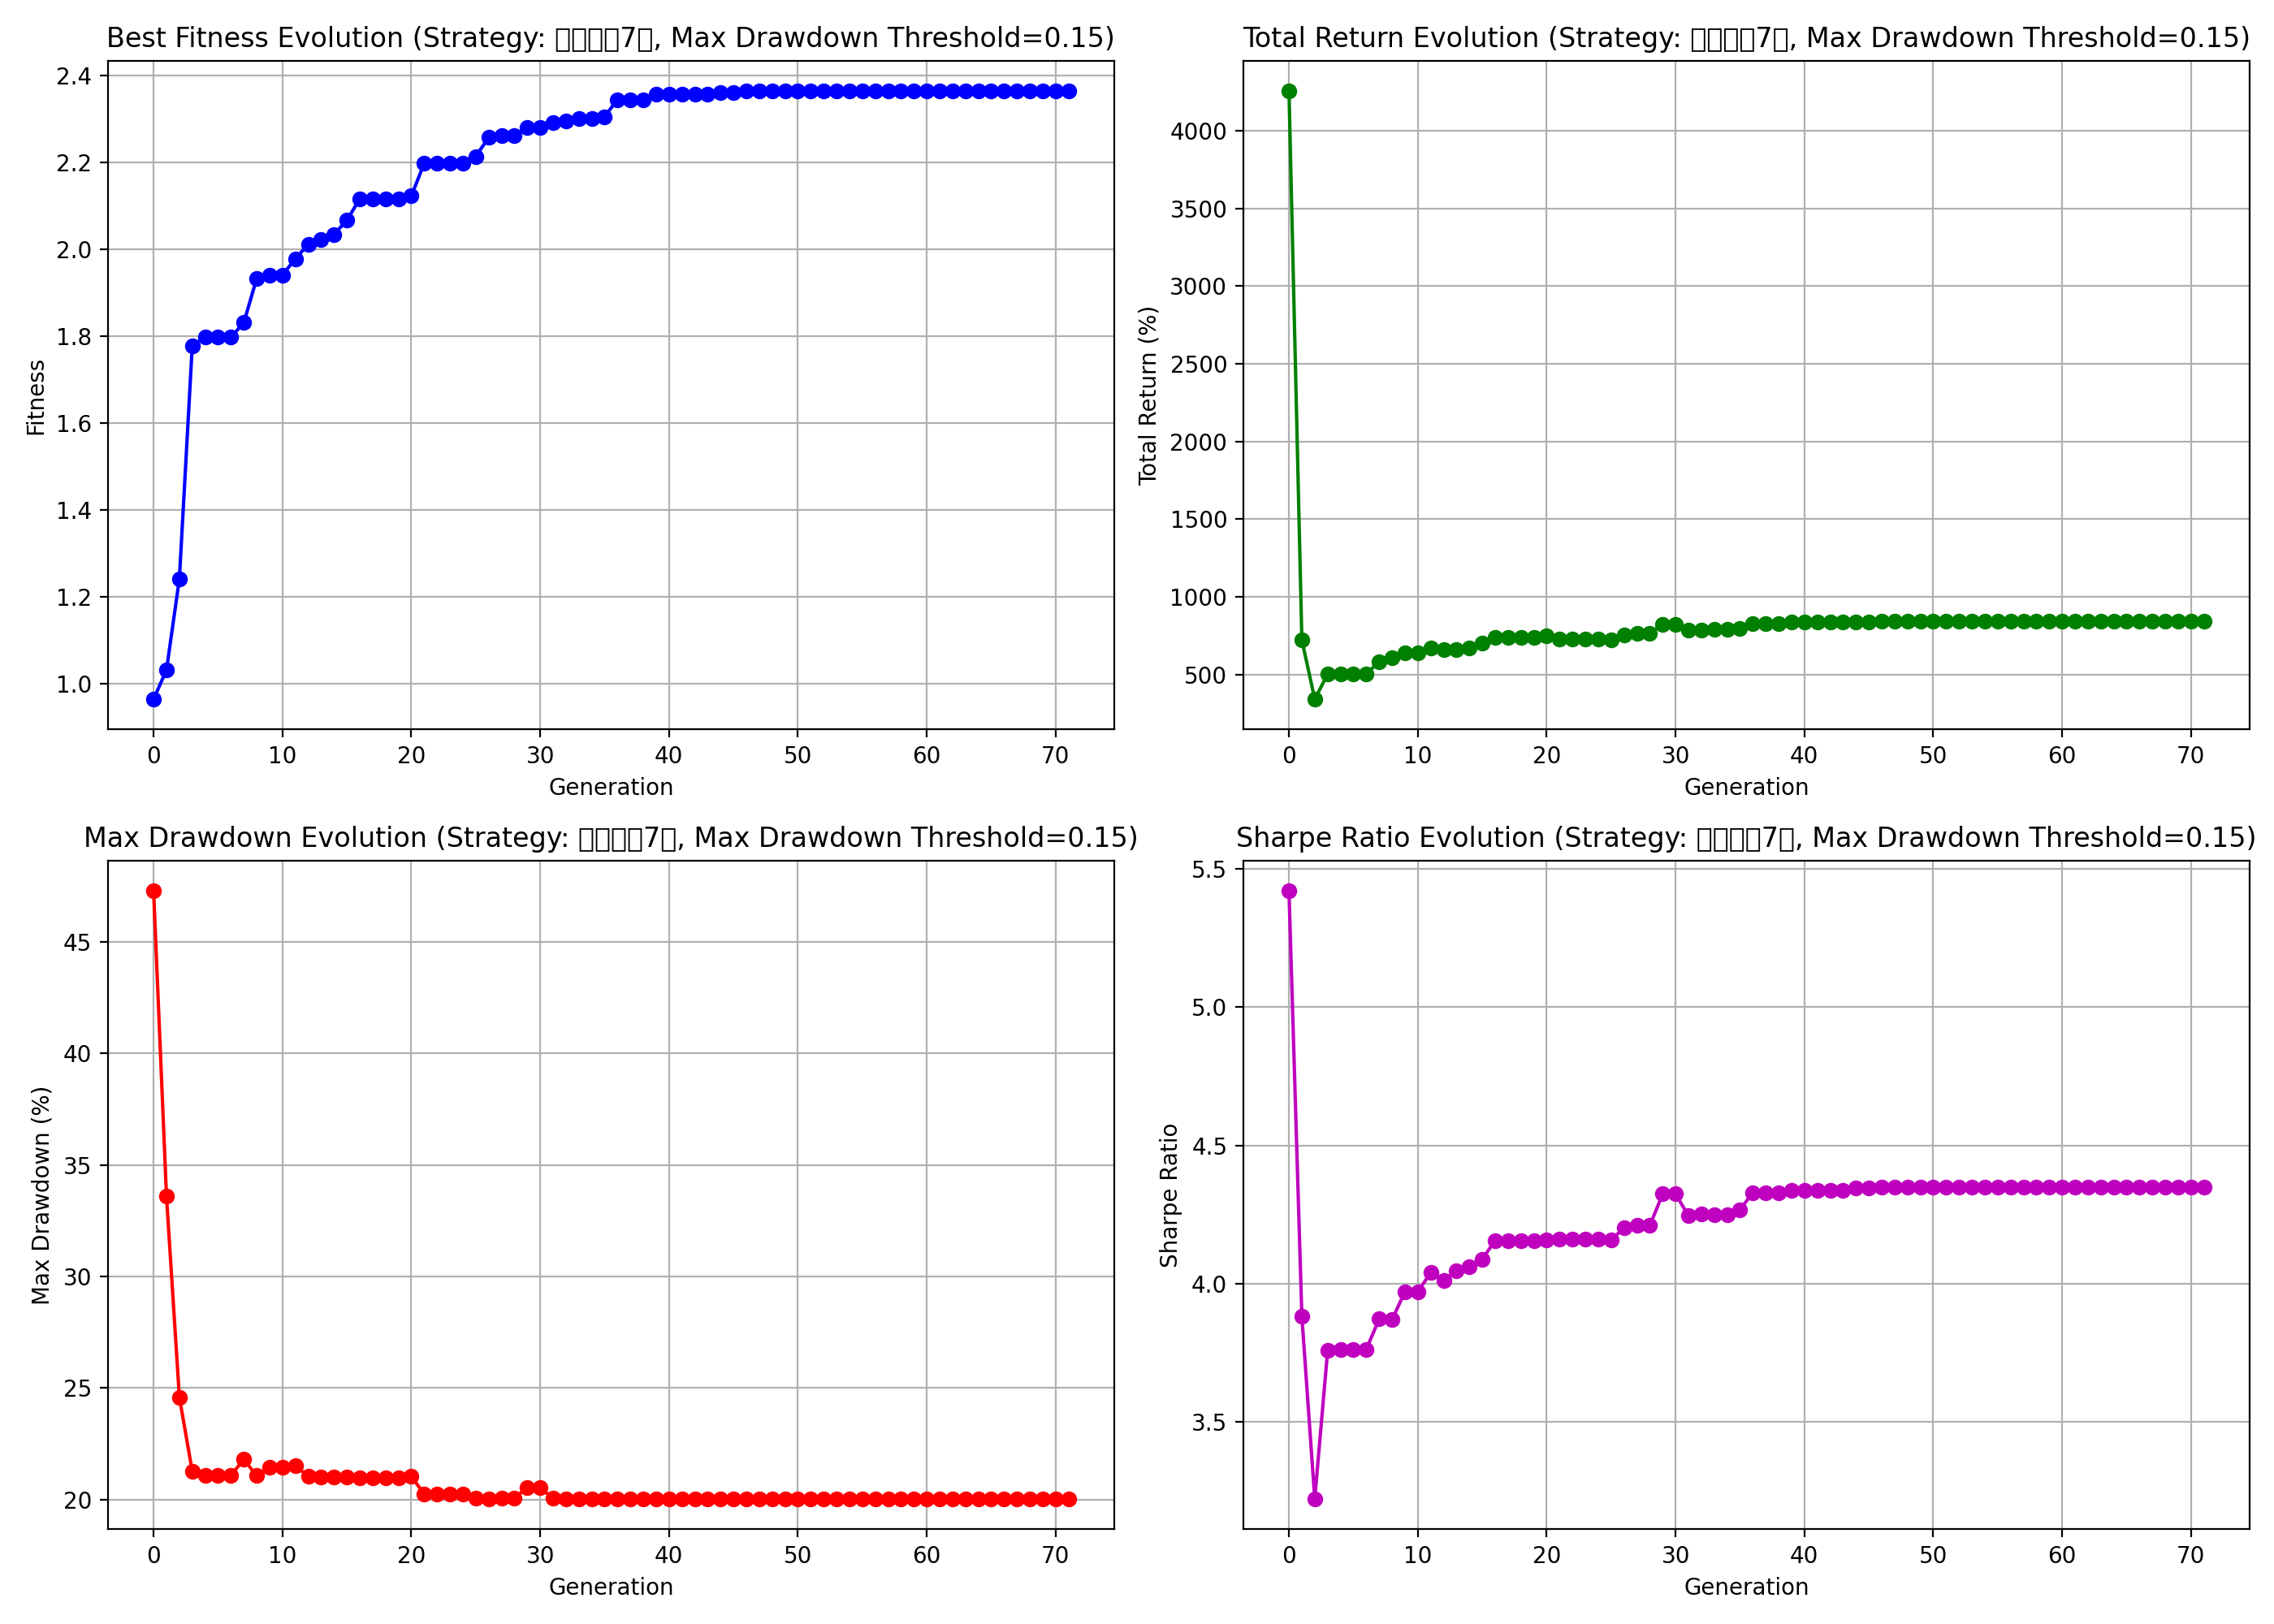 Best Fitness Evolution (Strategy: □□□□7□, Max Drawdown Threshold=0.15)
Fitness
2.4
2.2
2.0
1.8
1.6
1.4
1.2
1.0
0 10 20 30 40 50 60 70
Generation
Total Return Evolution (Strategy: □□□□7□, Max Drawdown Threshold=0.15)
Total Return (%)
4000
3500
3000
2500
2000
1500
1000
500
0 10 20 30 40 50 60 70
Generation
Max Drawdown Evolution (Strategy: □□□□7□, Max Drawdown Threshold=0.15)
Max Drawdown (%)
45
40
35
30
25
20
0 10 20 30 40 50 60 70
Generation
Sharpe Ratio Evolution (Strategy: □□□□7□, Max Drawdown Threshold=0.15)
Sharpe Ratio
5.5
5.0
4.5
4.0
3.5
0 10 20 30 40 50 60 70
Generation